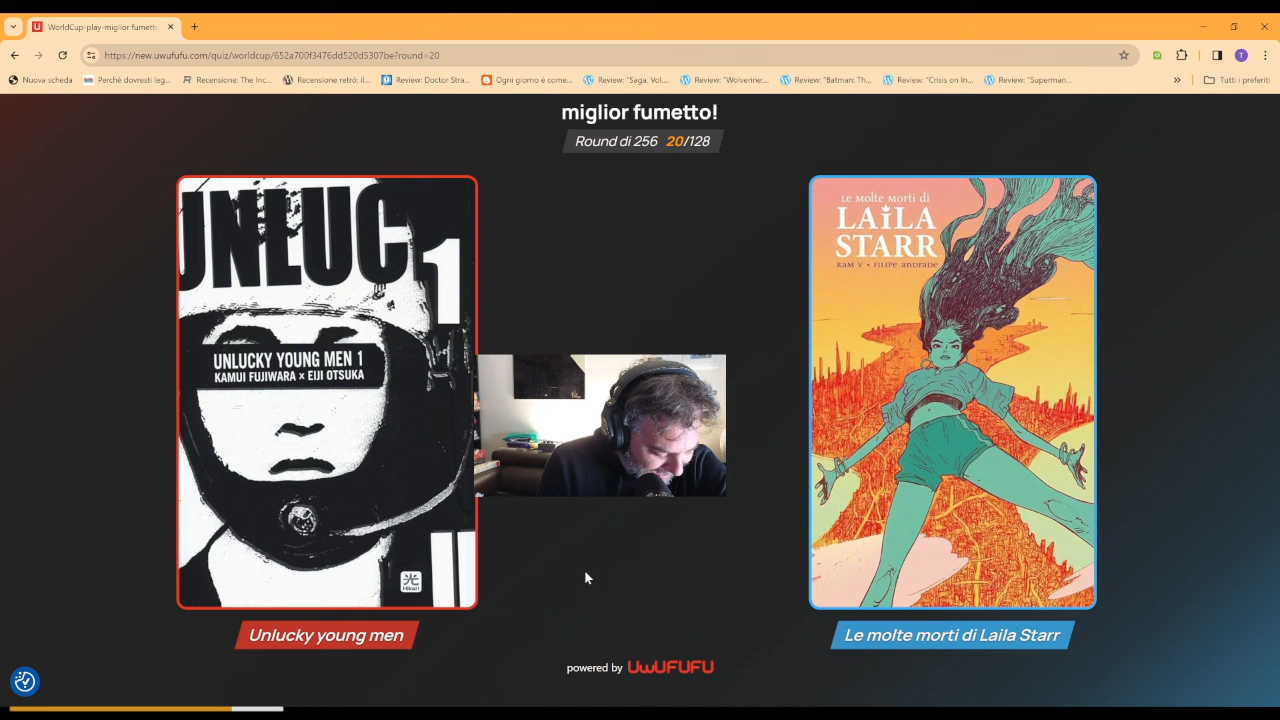 WorldCup-play-miglior fumetto
https://new.uwufufu.com/quiz/worldcup/652a700f3476dd520d5307be?round=20
T
Nuova scheda
Perché dovresti leg...
Recensione: The Inc...
Recensione retrò: il...
Review: Doctor Stra...
Ogni giorno è come...
Review: “Saga, Vol....
Review: “Wolverine:...
Review: “Batman: Th...
Review: “Crisis on In...
Review: “Superman...
»
Tutti i preferiti
miglior fumetto!
Round di 256 20/128
UNLUC
1
UNLUCKY YOUNG MEN 1
KAMUI FUJIWARA × EIJI OTSUKA
光
Hikari
Le Molte Morti di
LAiLA
STARR
RAM V • FILIPE ANDRADE
Unlucky young men
Le molte morti di Laila Starr
powered by UwUFUFU